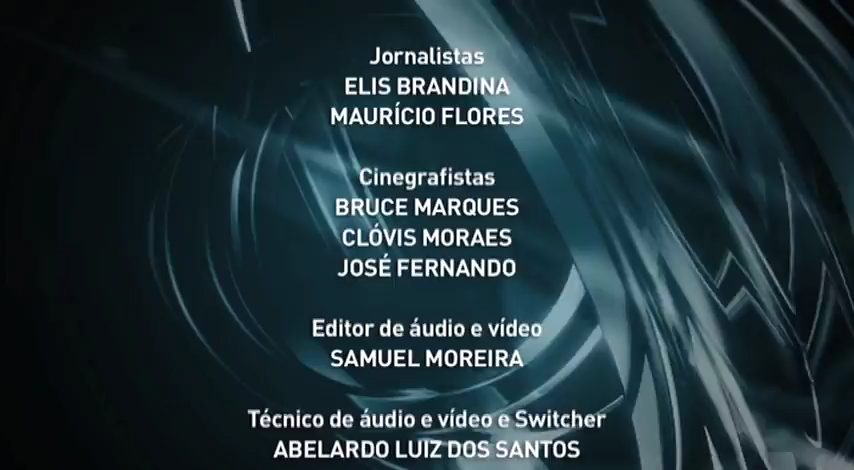 Jornalistas
ELIS BRANDINA
MAURÍCIO FLORES
Cinegrafistas
BRUCE MARQUES
CLÓVIS MORAES
JOSÉ FERNANDO
Editor de áudio e vídeo
SAMUEL MOREIRA
Técnico de áudio e vídeo e Switcher
ABELARDO LUIZ DOS SANTOS